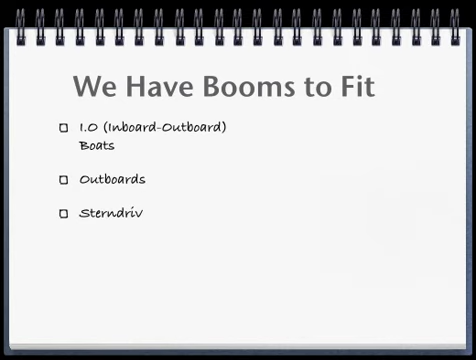 We Have Booms to Fit
I.O (Inboard-Outboard)
Boats
Outboards
Sterndriv